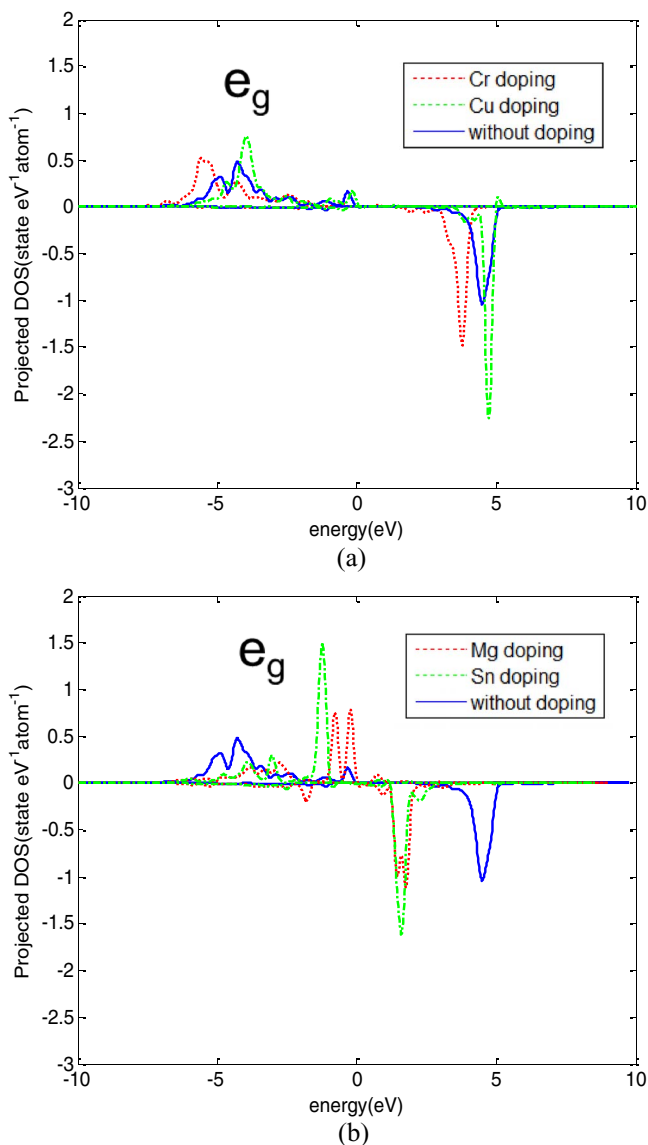 2
1.5
1
0.5
0
-0.5
-1
-1.5
-2
-2.5
-3
Projected DOS(state eV⁻¹atom⁻¹)
e_g
Cr doping
Cu doping
without doping
-10 -5 0 5 10
energy(eV)
(a)
2
1.5
1
0.5
0
-0.5
-1
-1.5
-2
-2.5
-3
Projected DOS(state eV⁻¹atom⁻¹)
e_g
Mg doping
Sn doping
without doping
-10 -5 0 5 10
energy(eV)
(b)